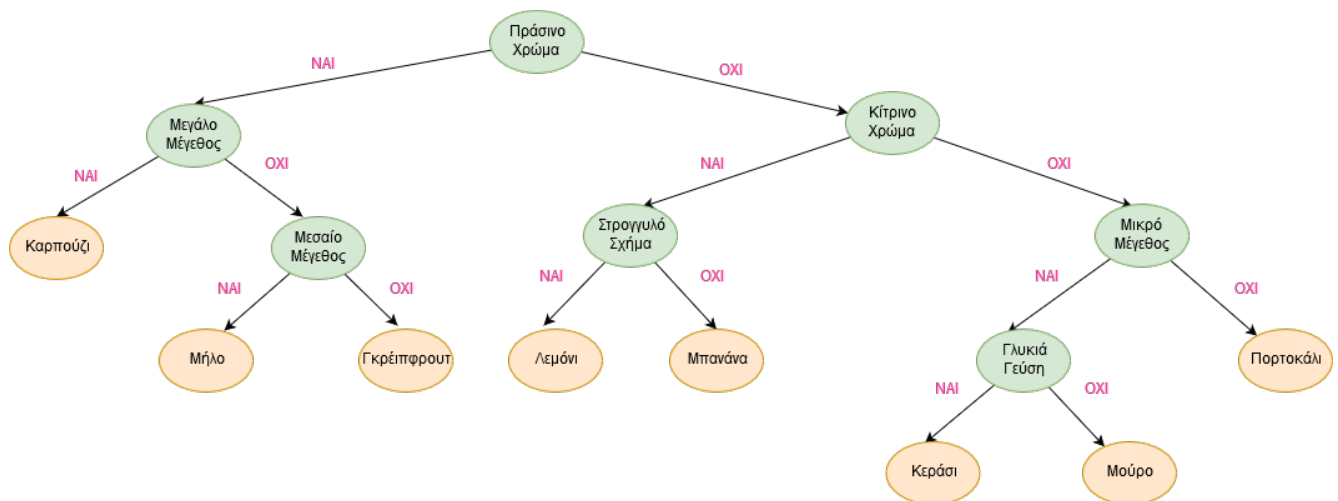 Πράσινο
Χρώμα
ΝΑΙ
ΟΧΙ
Μεγάλο
Μέγεθος
Κίτρινο
Χρώμα
ΝΑΙ
ΟΧΙ
ΝΑΙ
ΟΧΙ
Καρπούζι
Μεσαίο
Μέγεθος
Στρογγυλό
Σχήμα
Μικρό
Μέγεθος
ΝΑΙ
ΟΧΙ
ΝΑΙ
ΟΧΙ
ΝΑΙ
ΟΧΙ
Μήλο
Γκρέιπφρουτ
Λεμόνι
Μπανάνα
Γλυκιά
Γεύση
Πορτοκάλι
ΝΑΙ
ΟΧΙ
Κεράσι
Μούρο